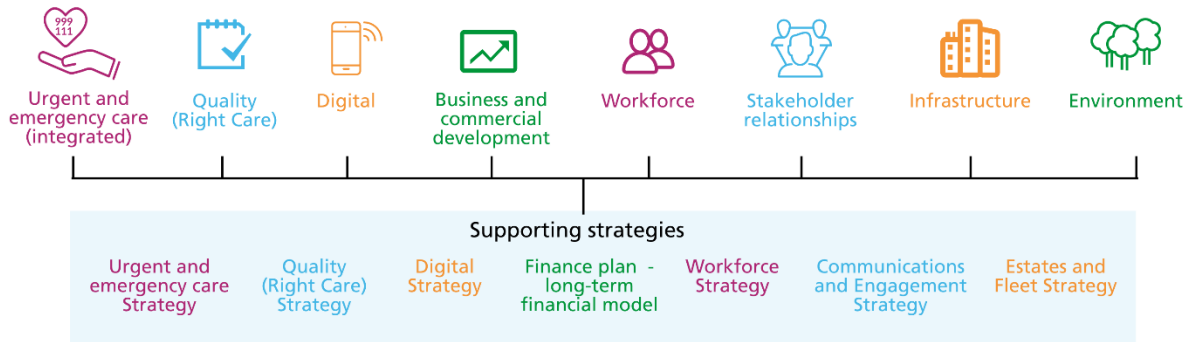 999
111
Urgent and
emergency care
(integrated)
Quality
(Right Care)
Digital
Business and
commercial
development
Workforce
Stakeholder
relationships
Infrastructure
Environment
Supporting strategies
Urgent and
emergency care
Strategy
Quality
(Right Care)
Strategy
Digital
Strategy
Finance plan -
long-term
financial model
Workforce
Strategy
Communications
and Engagement
Strategy
Estates and
Fleet Strategy